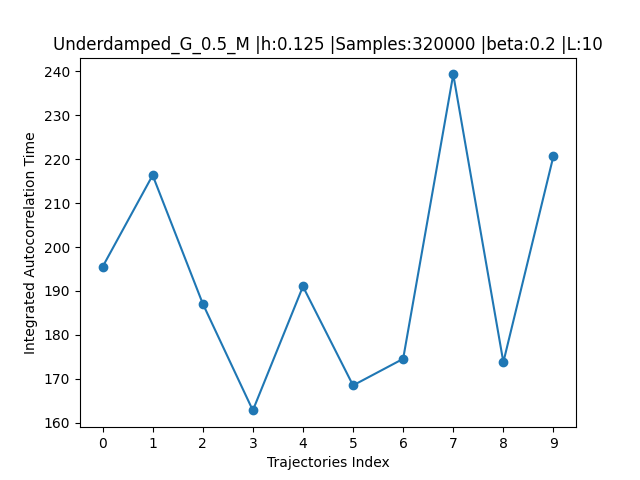 Underdamped_G_0.5_M |h:0.125 |Samples:320000 |beta:0.2 |L:10
240
230
220
210
200
190
180
170
160
Integrated Autocorrelation Time
0 1 2 3 4 5 6 7 8 9
Trajectories Index